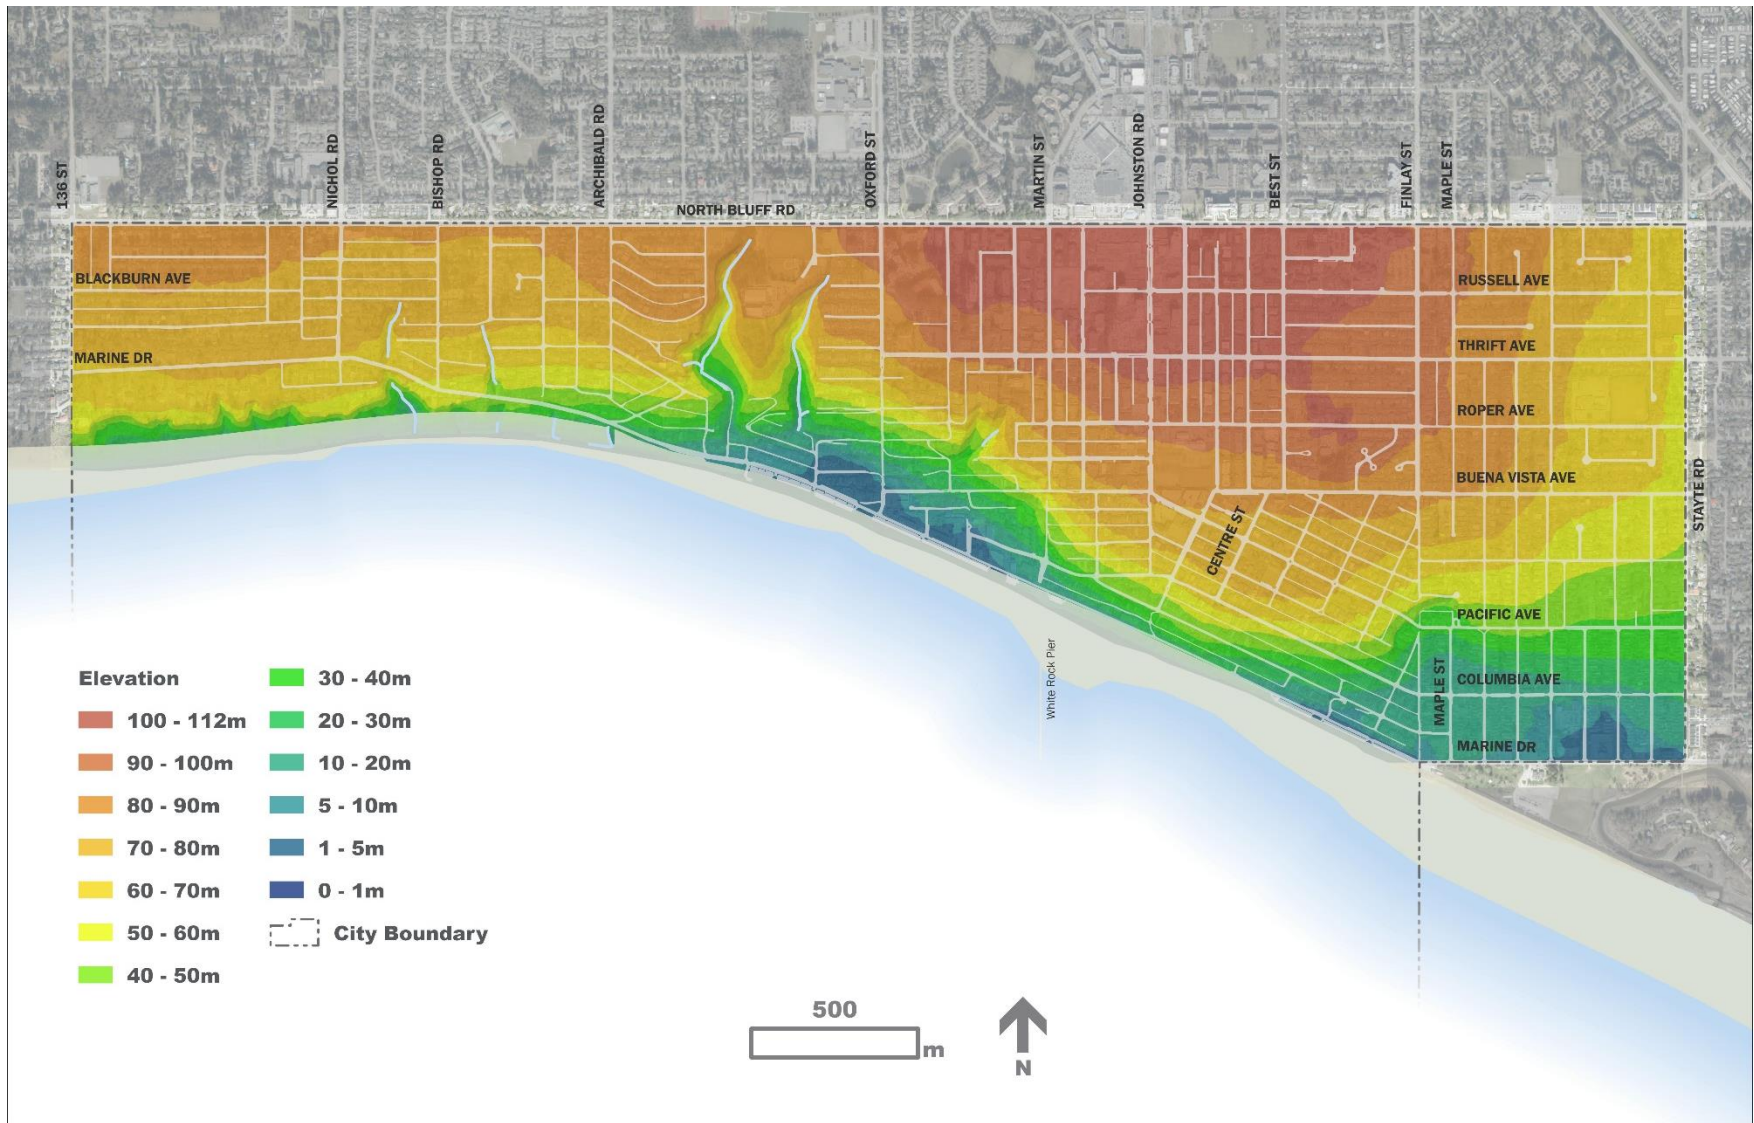 136 ST
NICHOL RD
BISHOP RD
ARCHIBALD RD
OXFORD ST
MARTIN ST
JOHNSTON RD
BEST ST
FINLAY ST
MAPLE ST
NORTH BLUFF RD
BLACKBURN AVE
RUSSELL AVE
MARINE DR
THRIFT AVE
ROPER AVE
BUENA VISTA AVE
STAYTE RD
CENTRE ST
PACIFIC AVE
White Rock Pier
MAPLE ST
COLUMBIA AVE
MARINE DR
Elevation
100 - 112m
90 - 100m
80 - 90m
70 - 80m
60 - 70m
50 - 60m
40 - 50m
30 - 40m
20 - 30m
10 - 20m
5 - 10m
1 - 5m
0 - 1m
City Boundary
500
m
N